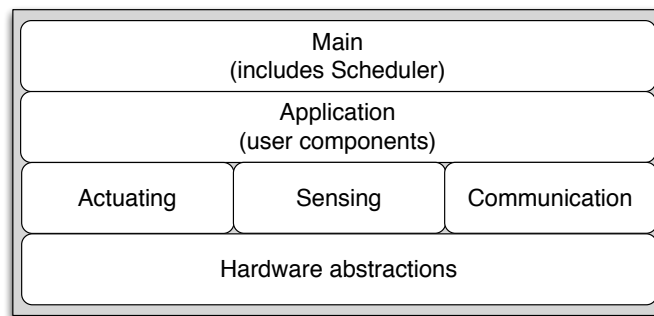 Main
(includes Scheduler)
Application
(user components)
Actuating
Sensing
Communication
Hardware abstractions